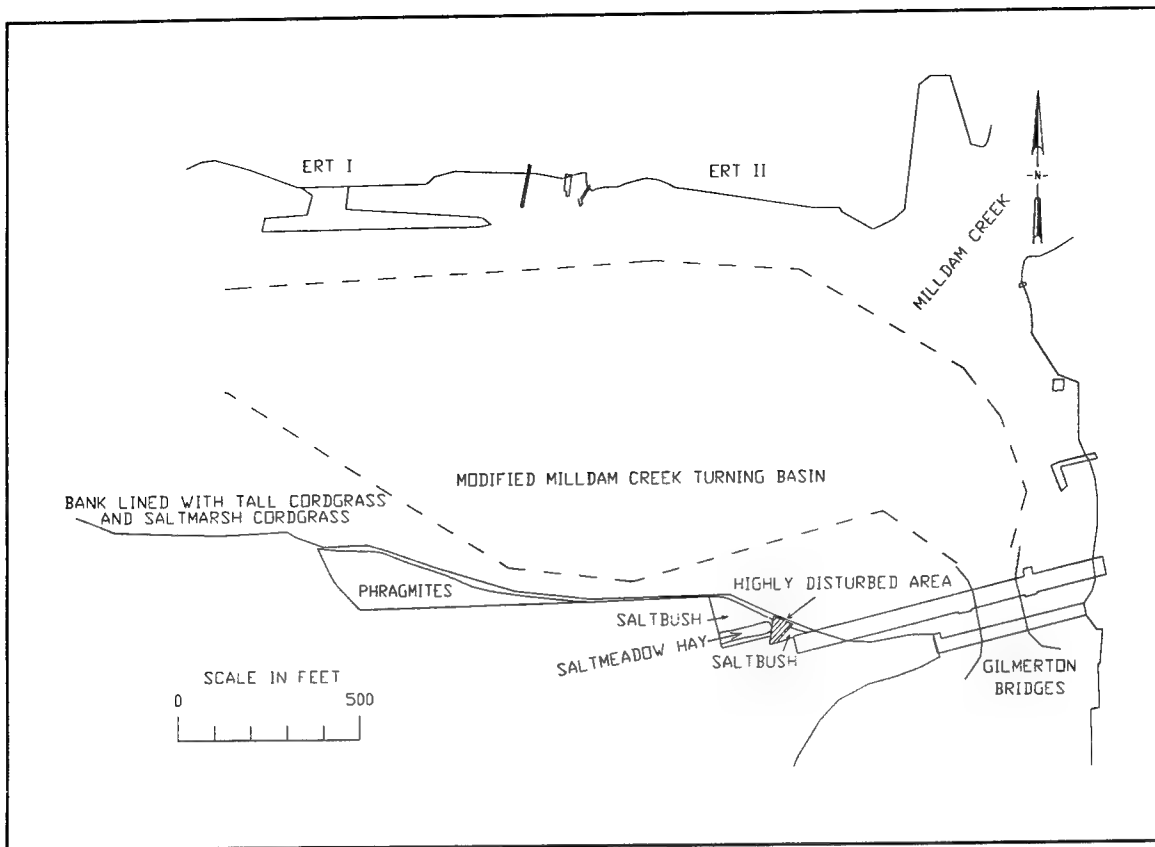 ERT I
ERT II
N
MILLDAM CREEK
MODIFIED MILLDAM CREEK TURNING BASIN
BANK LINED WITH TALL CORDGRASS
AND SALTMARSH CORDGRASS
PHRAGMITES
HIGHLY DISTURBED AREA
SALTBUSH
SALTMEADOW HAY
SALTBUSH
GILMERTON
BRIDGES
SCALE IN FEET
0 500